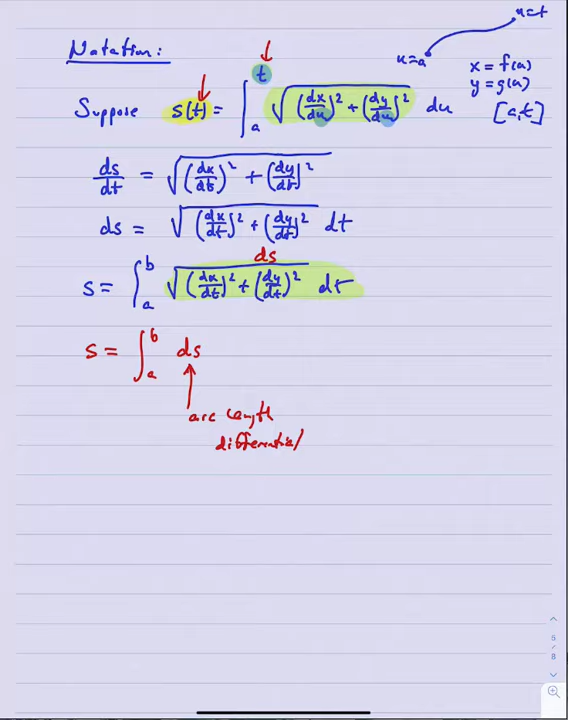 Notation:
u=t
u=a
x = f(u)
y = g(u)
[a,t]
Suppose s(t) = ∫_a^t √((dx/du)² + (dy/du)²) du
ds/dt = √((dx/dt)² + (dy/dt)²)
ds = √((dx/dt)² + (dy/dt)²) dt
ds
s = ∫_a^b √((dx/dt)² + (dy/dt)²) dt
s = ∫_a^b ds
arc length
differential
5
/
8